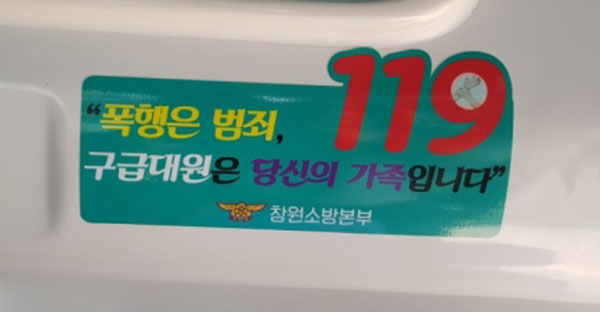 119
“폭행은 범죄,
구급대원은 당신의 가족입니다”
창원소방본부